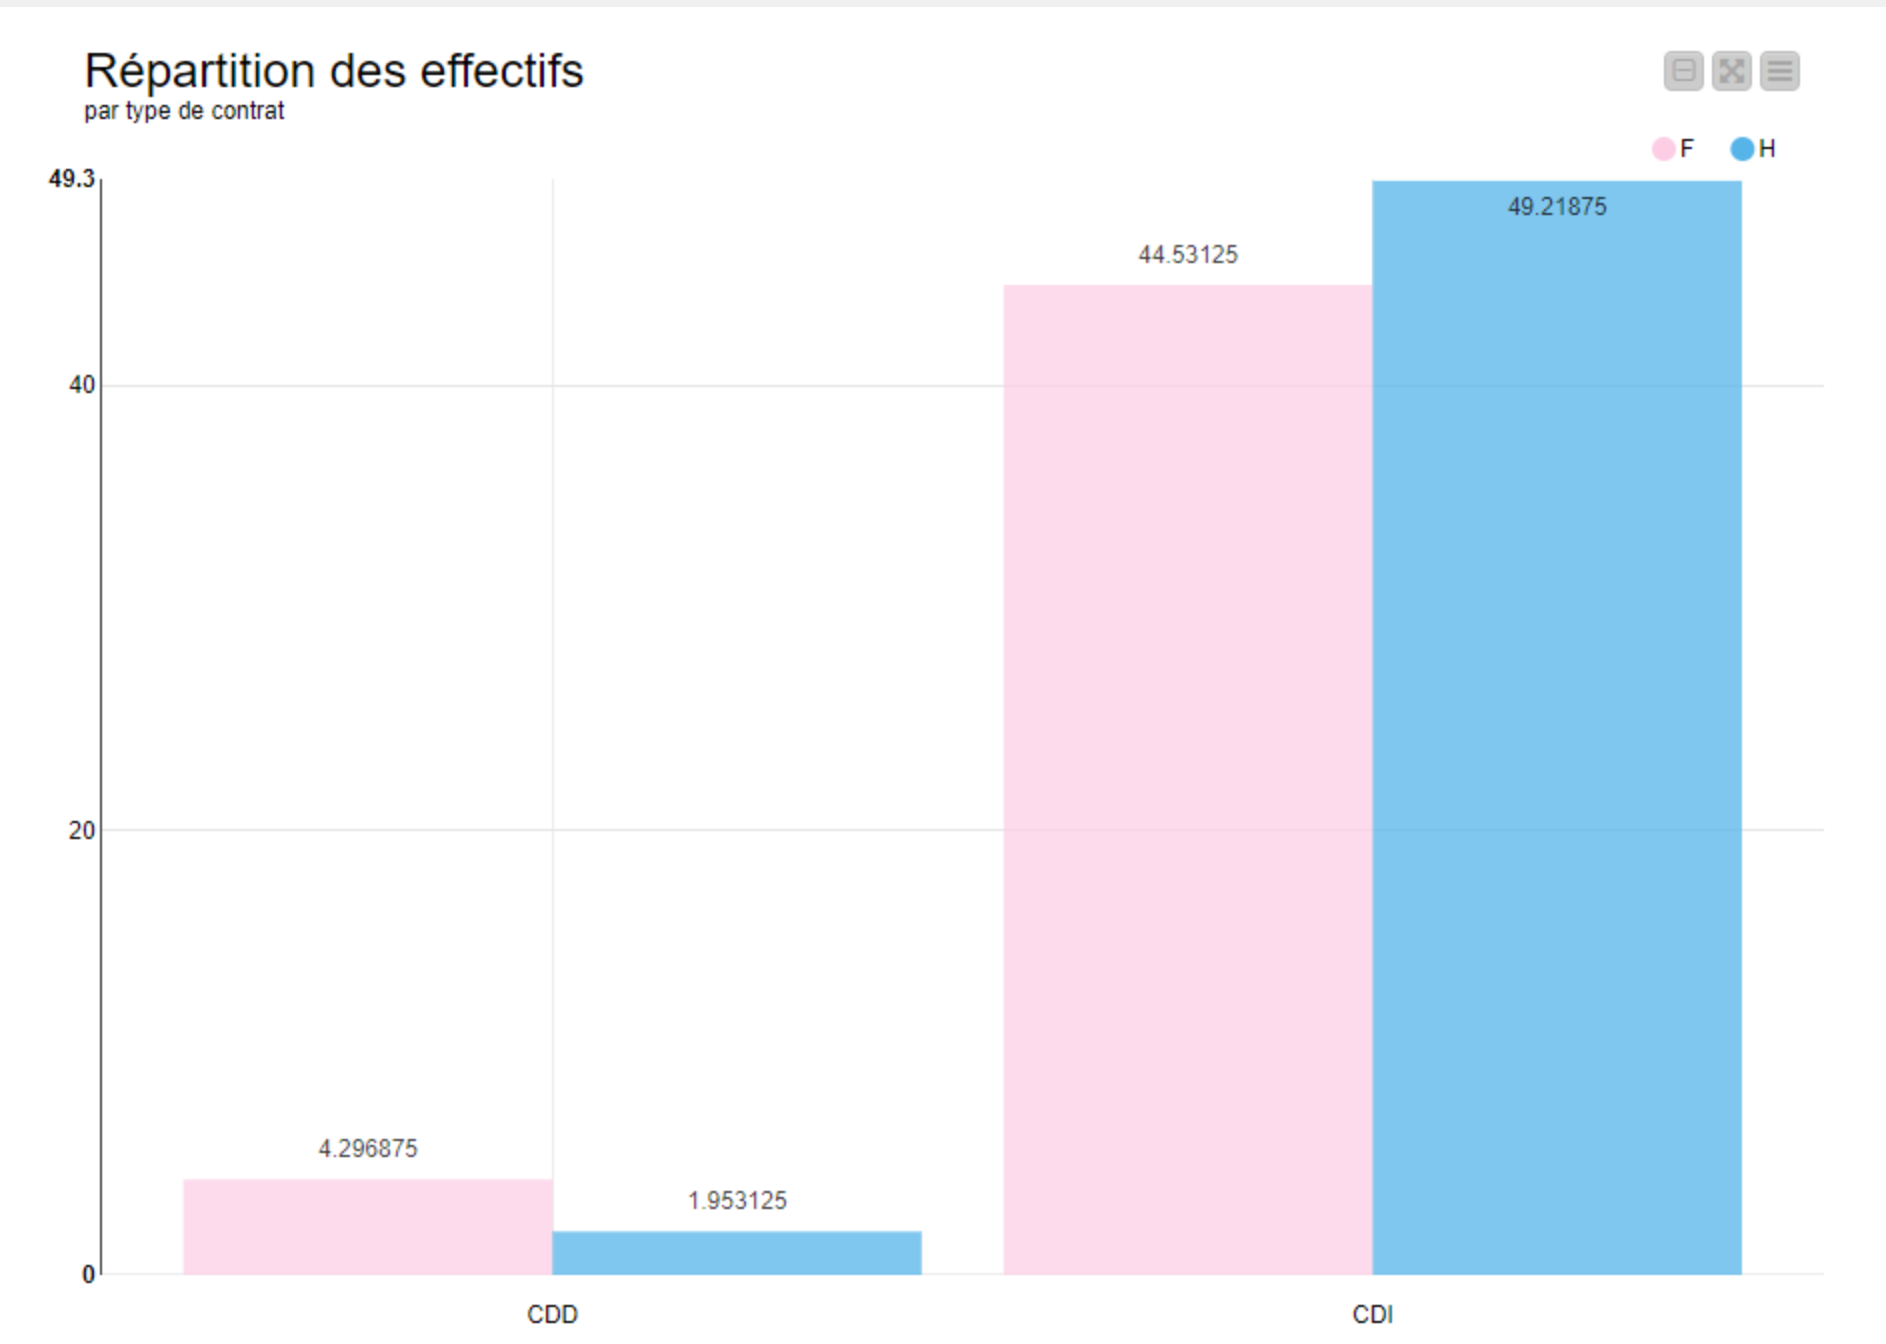 Répartition des effectifs
par type de contrat
F H
49.3
49.21875
44.53125
40
20
4.296875
1.953125
0
CDD CDI